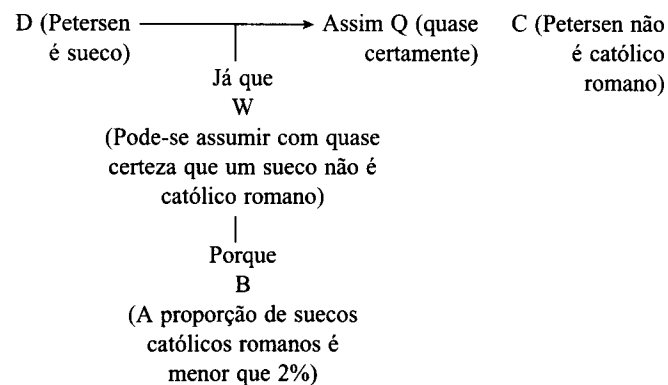 D (Petersen é sueco)
Assim Q (quase certamente)
C (Petersen não é católico romano)
Já que
W
(Pode-se assumir com quase
certeza que um sueco não é
católico romano)
Porque
B
(A proporção de suecos
católicos romanos é
menor que 2%)